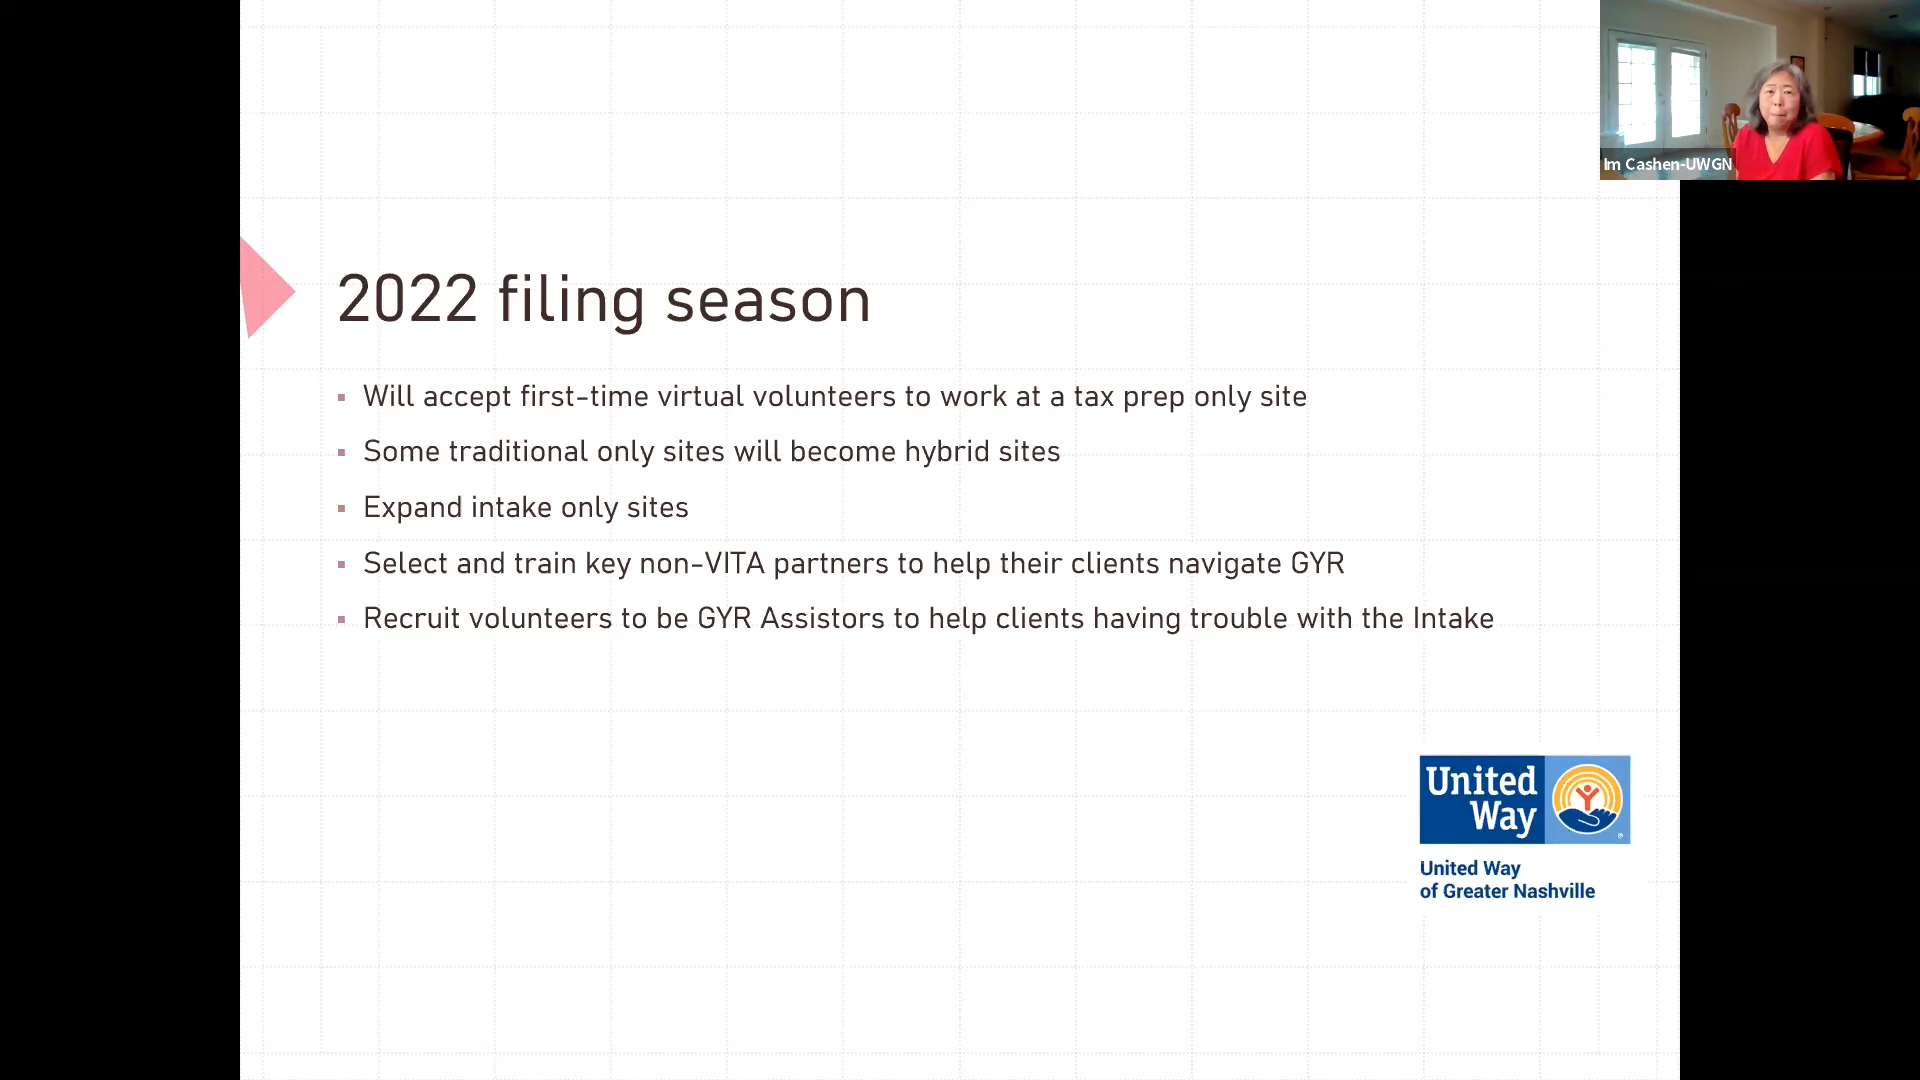 Im Cashen-UWGN
2022 filing season
▪ Will accept first-time virtual volunteers to work at a tax prep only site
▪ Some traditional only sites will become hybrid sites
▪ Expand intake only sites
▪ Select and train key non-VITA partners to help their clients navigate GYR
▪ Recruit volunteers to be GYR Assistors to help clients having trouble with the Intake
United
Way
®
United Way
of Greater Nashville